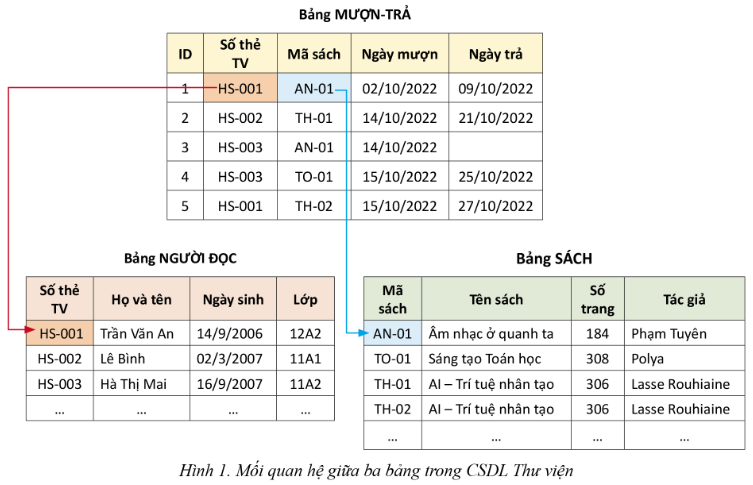 Bảng MƯỢN-TRẢ
ID Số thẻ TV Mã sách Ngày mượn Ngày trả
1 HS-001 AN-01 02/10/2022 09/10/2022
2 HS-002 TH-01 14/10/2022 21/10/2022
3 HS-003 AN-01 14/10/2022
4 HS-003 TO-01 15/10/2022 25/10/2022
5 HS-001 TH-02 15/10/2022 27/10/2022
Bảng NGƯỜI ĐỌC
Số thẻ TV Họ và tên Ngày sinh Lớp
HS-001 Trần Văn An 14/9/2006 12A2
HS-002 Lê Bình 02/3/2007 11A1
HS-003 Hà Thị Mai 16/9/2007 11A2
... ... ... ...
Bảng SÁCH
Mã sách Tên sách Số trang Tác giả
AN-01 Âm nhạc ở quanh ta 184 Phạm Tuyên
TO-01 Sáng tạo Toán học 308 Polya
TH-01 AI – Trí tuệ nhân tạo 306 Lasse Rouhiaine
TH-02 AI – Trí tuệ nhân tạo 306 Lasse Rouhiaine
... ... ... ...
Hình 1. Mối quan hệ giữa ba bảng trong CSDL Thư viện